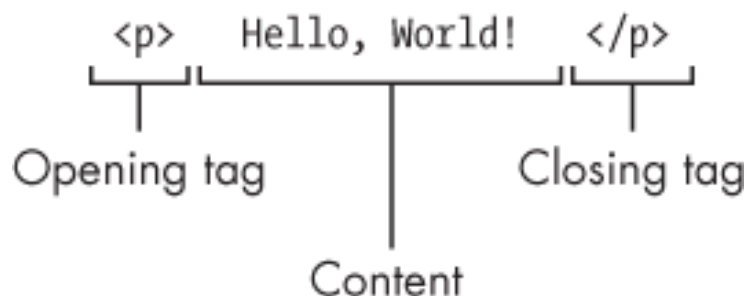 <p> Hello, World! </p>
Opening tag Closing tag
Content